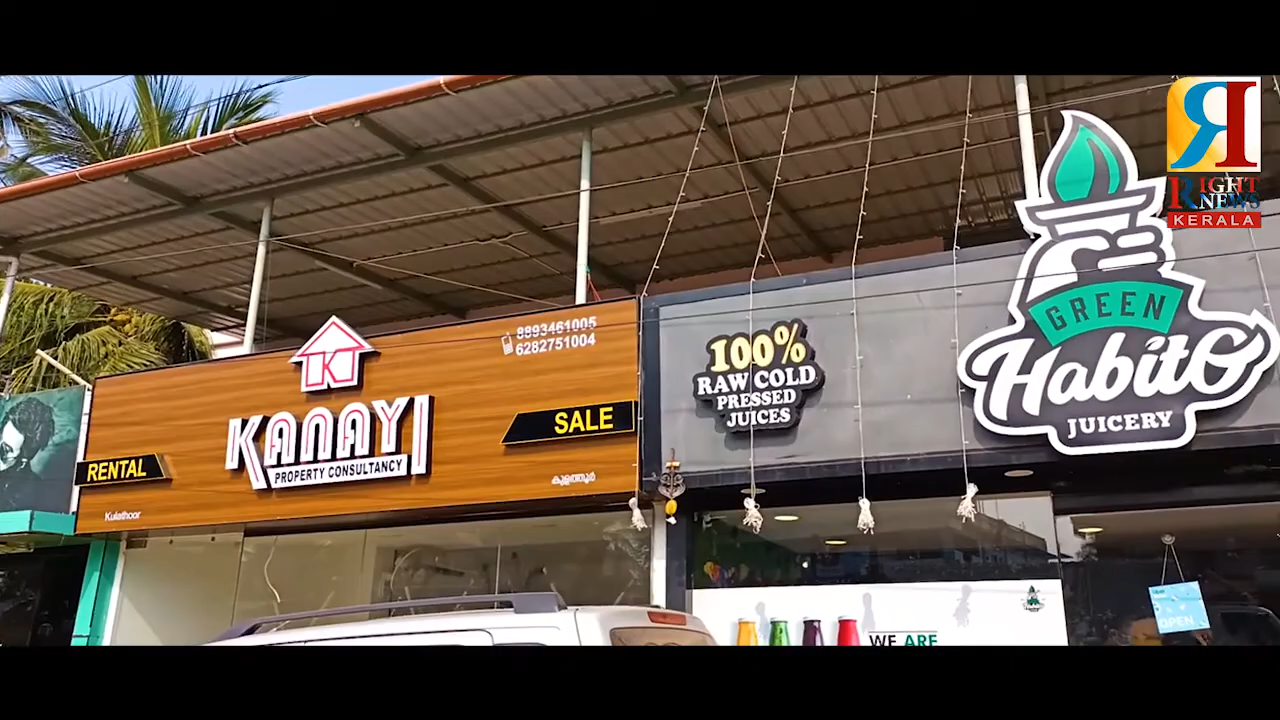 RIGHT
NEWS
KERALA
8893461005
6282751004
K
KANAYI
PROPERTY CONSULTANCY
RENTAL
SALE
Kulathoor
കുളത്തൂർ
100%
RAW COLD
PRESSED
JUICES
GREEN
Habito
JUICERY
WE ARE
OPEN